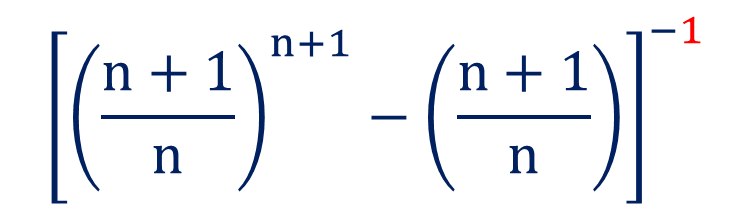 [((n + 1)/n)^(n+1) − ((n + 1)/n)]^(−1)